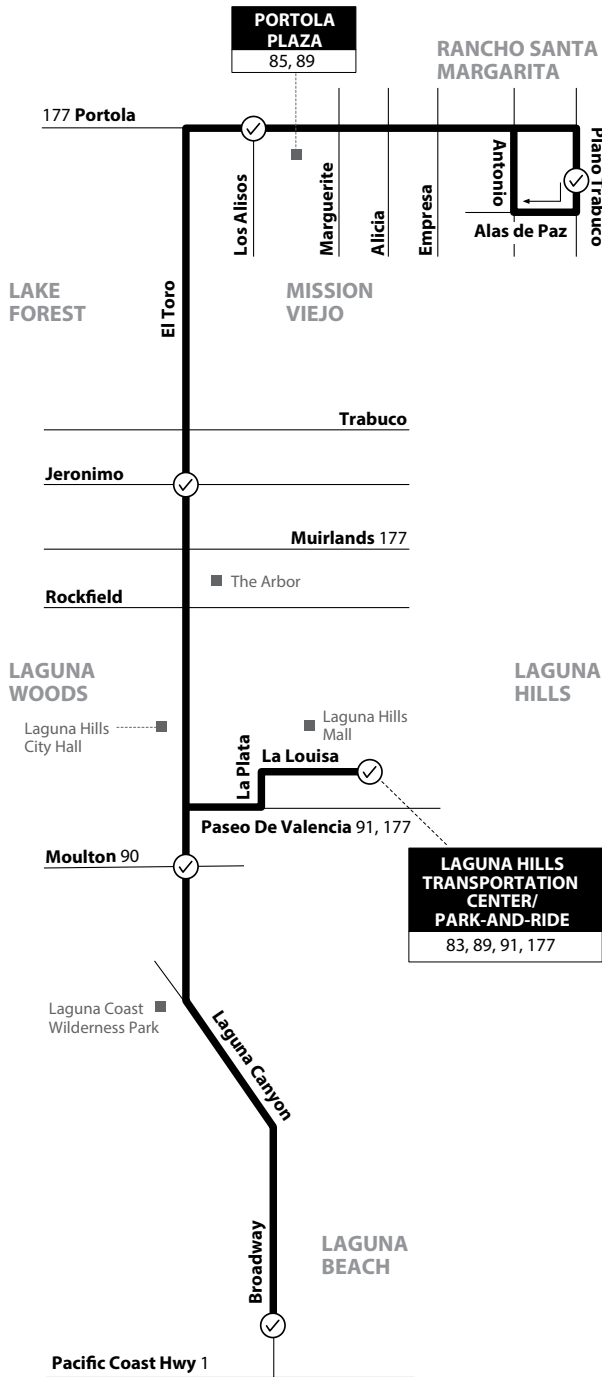 PORTOLA
PLAZA
85, 89
RANCHO SANTA
MARGARITA
177 Portola
Los Alisos
Marguerite
Alicia
Empresa
Antonio
Plano Trabuco
Alas de Paz
LAKE
FOREST
El Toro
MISSION
VIEJO
Trabuco
Jeronimo
Muirlands 177
The Arbor
Rockfield
LAGUNA
WOODS
LAGUNA
HILLS
Laguna Hills
City Hall
Laguna Hills
Mall
La Plata
La Louisa
Paseo De Valencia 91, 177
Moulton 90
LAGUNA HILLS
TRANSPORTATION
CENTER/
PARK-AND-RIDE
83, 89, 91, 177
Laguna Coast
Wilderness Park
Laguna Canyon
Broadway
LAGUNA
BEACH
Pacific Coast Hwy 1